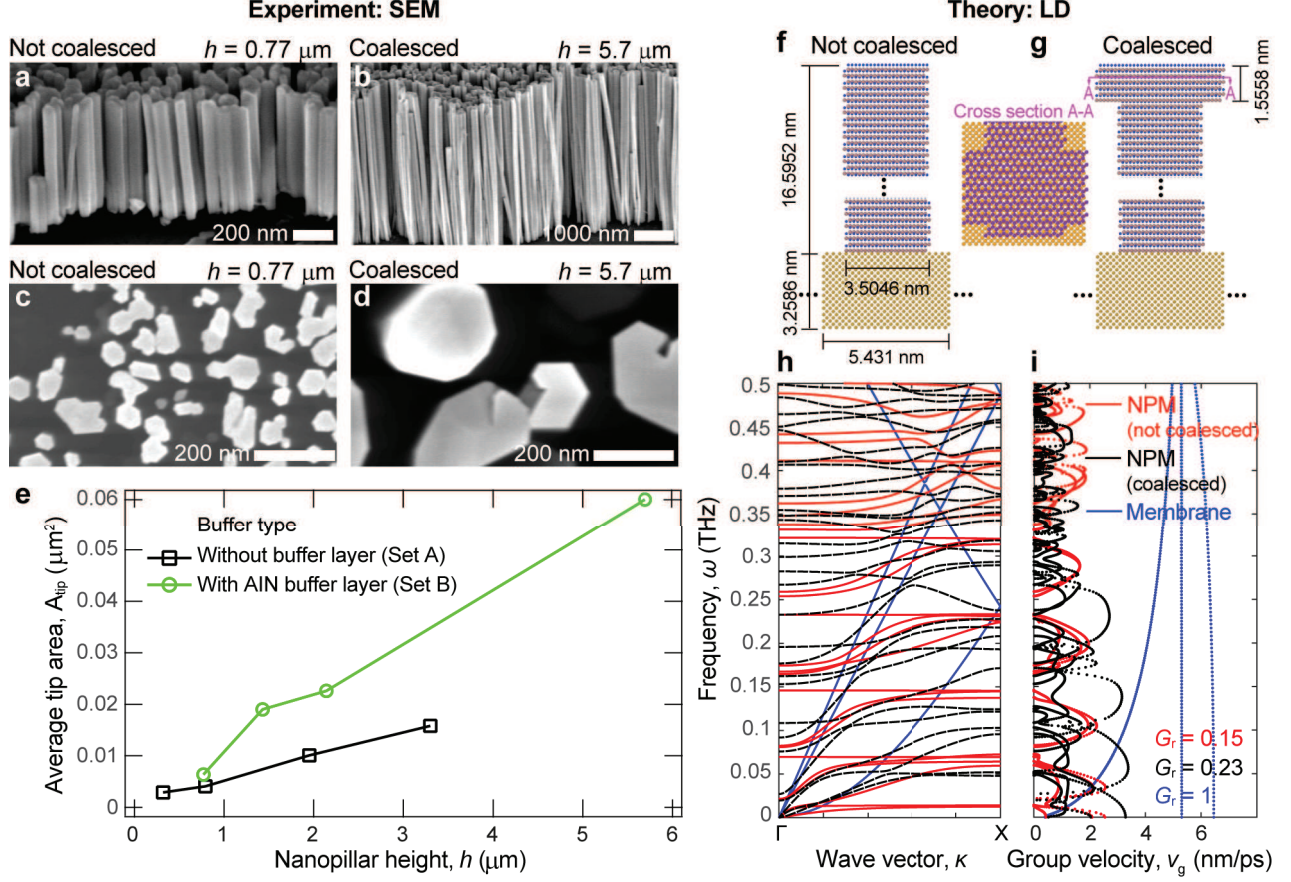 Experiment: SEM
Theory: LD
Not coalesced h = 0.77 μm
a
200 nm
Coalesced h = 5.7 μm
b
1000 nm
Not coalesced h = 0.77 μm
c
200 nm
Coalesced h = 5.7 μm
d
200 nm
e
0.06
0.05
0.04
0.03
0.02
0.01
0
Average tip area, Atip (μm²)
Buffer type
Without buffer layer (Set A)
With AlN buffer layer (Set B)
0 1 2 3 4 5 6
Nanopillar height, h (μm)
f
Not coalesced
16.5952 nm
3.2586 nm
3.5046 nm
5.431 nm
Cross section A-A
g
Coalesced
A A
1.5558 nm
h
0.5
0.45
0.4
0.35
0.3
0.25
0.2
0.15
0.1
0.05
0
Frequency, ω (THz)
Γ X
Wave vector, κ
i
NPM
(not coalesced)
NPM
(coalesced)
Membrane
Gr = 0.15
Gr = 0.23
Gr = 1
0 2 4 6
Group velocity, vg (nm/ps)